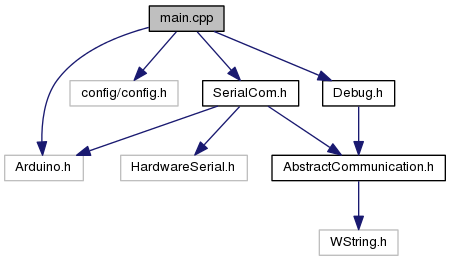 main.cpp
config/config.h
SerialCom.h
Debug.h
Arduino.h
HardwareSerial.h
AbstractCommunication.h
WString.h